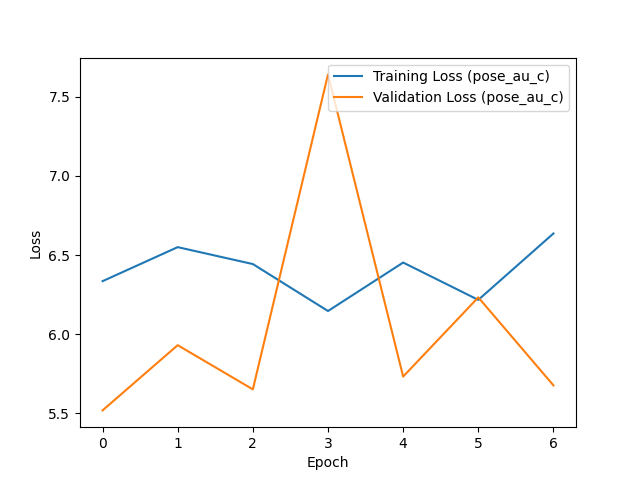 Training Loss (pose_au_c)
Validation Loss (pose_au_c)
7.5
7.0
6.5
6.0
5.5
Loss
0 1 2 3 4 5 6
Epoch